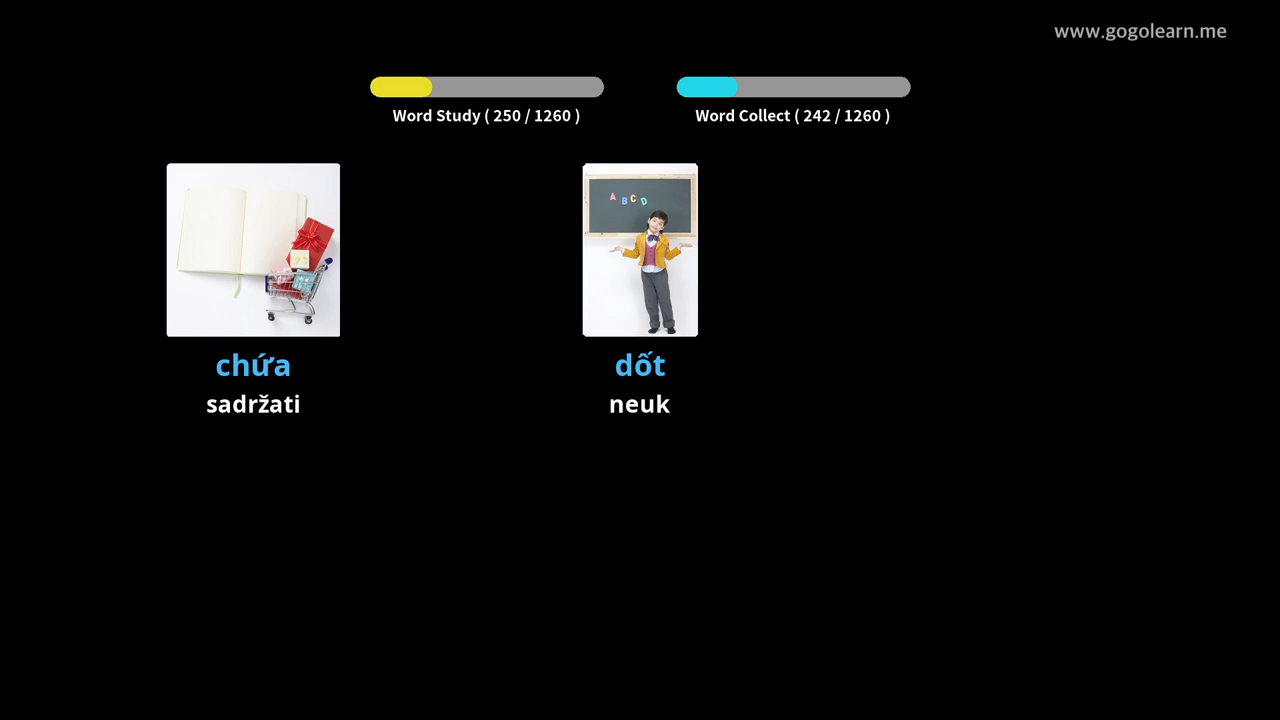 www.gogolearn.me
Word Study ( 250 / 1260 )
Word Collect ( 242 / 1260 )
A B C D
chứa
dốt
sadržati
neuk